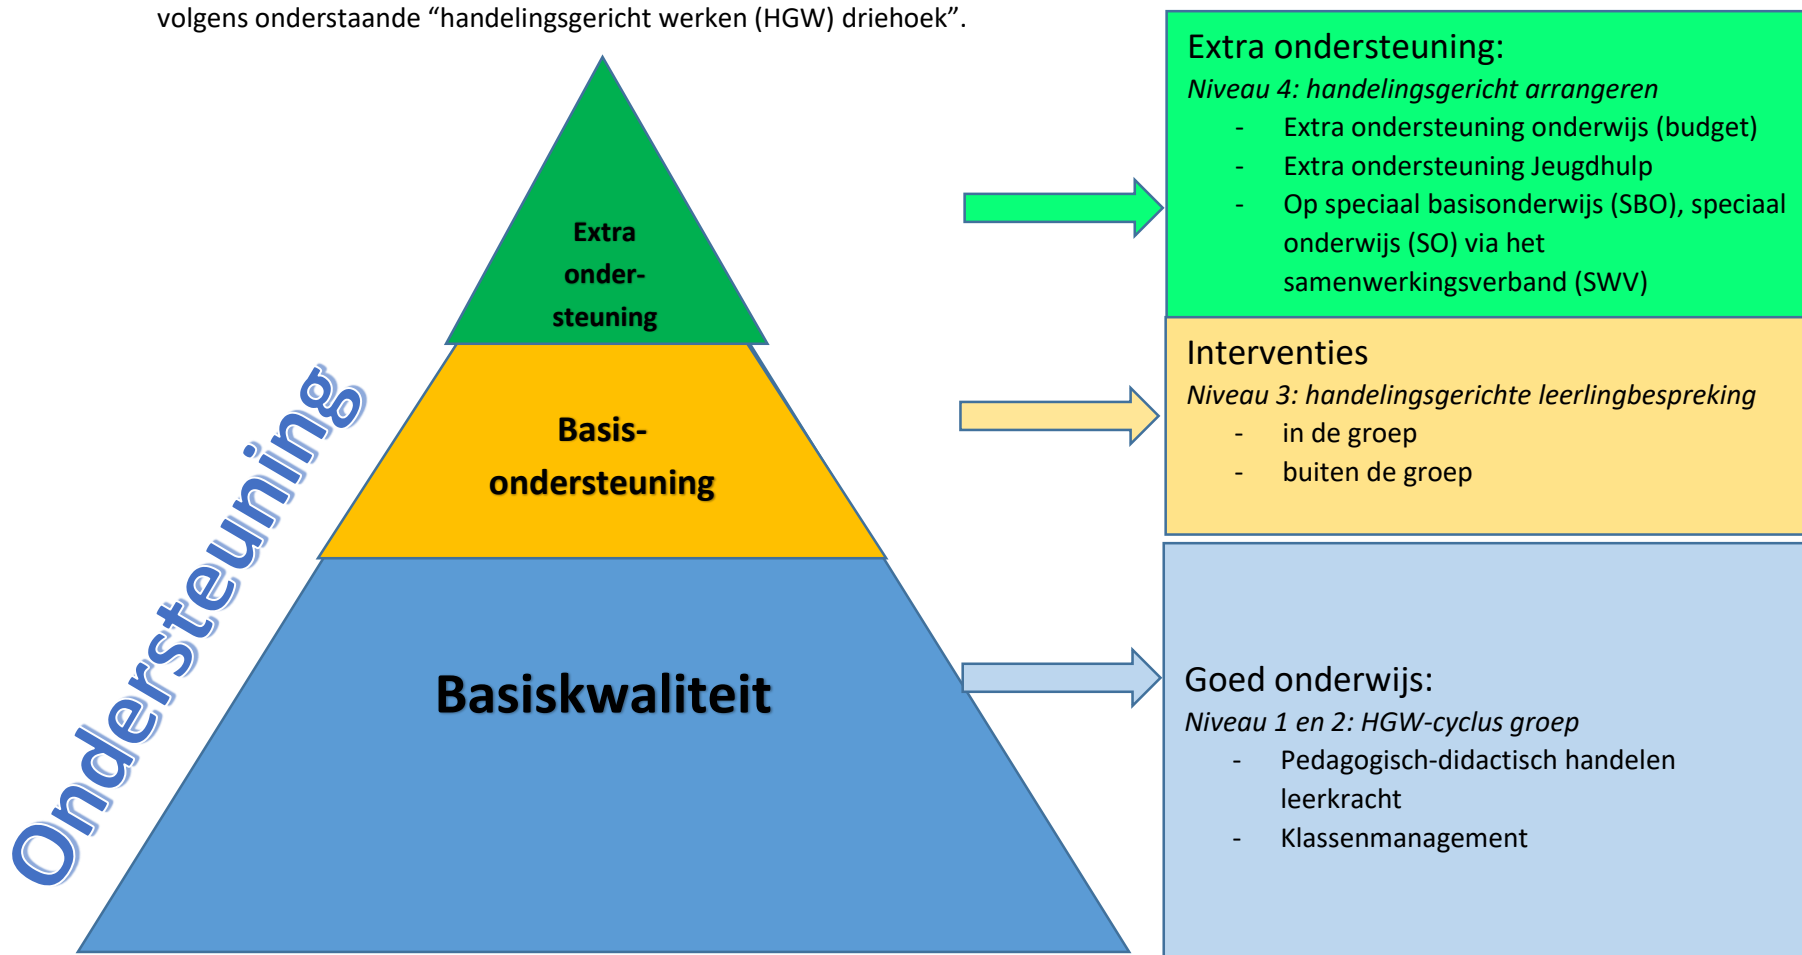 volgens onderstaande “handelingsgericht werken (HGW) driehoek”.
Ondersteuning
Extra
onder-
steuning
Basis-
ondersteuning
Basiskwaliteit
Extra ondersteuning:
Niveau 4: handelingsgericht arrangeren
- Extra ondersteuning onderwijs (budget)
- Extra ondersteuning Jeugdhulp
- Op speciaal basisonderwijs (SBO), speciaal
onderwijs (SO) via het
samenwerkingsverband (SWV)
Interventies
Niveau 3: handelingsgerichte leerlingbespreking
- in de groep
- buiten de groep
Goed onderwijs:
Niveau 1 en 2: HGW-cyclus groep
- Pedagogisch-didactisch handelen
leerkracht
- Klassenmanagement